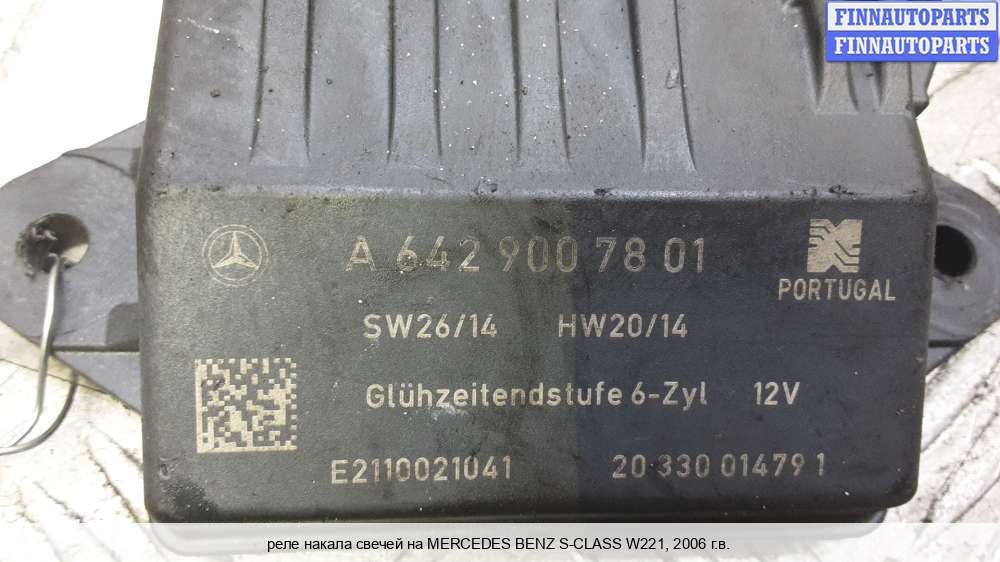 FINNAUTOPARTS
FINNAUTOPARTS
A 642 900 78 01
PORTUGAL
SW26/14 HW20/14
Glühzeitendstufe 6-Zyl 12V
E2110021041 20 330 01479 1
реле накала свечей на MERCEDES BENZ S-CLASS W221, 2006 г.в.